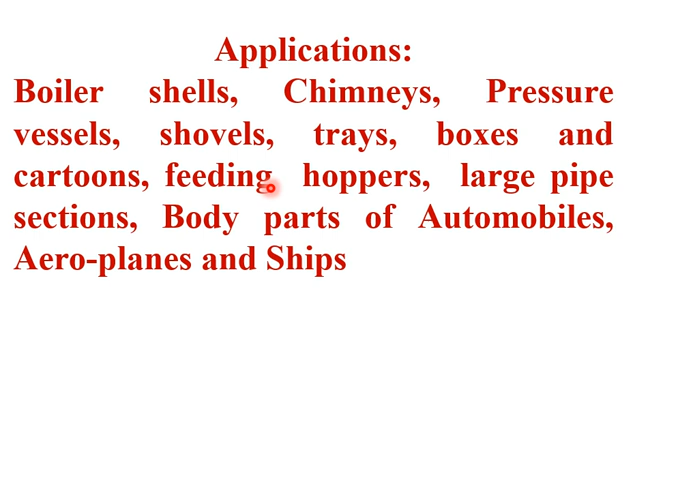 Applications:
Boiler shells, Chimneys, Pressure
vessels, shovels, trays, boxes and
cartoons, feeding hoppers, large pipe
sections, Body parts of Automobiles,
Aero-planes and Ships